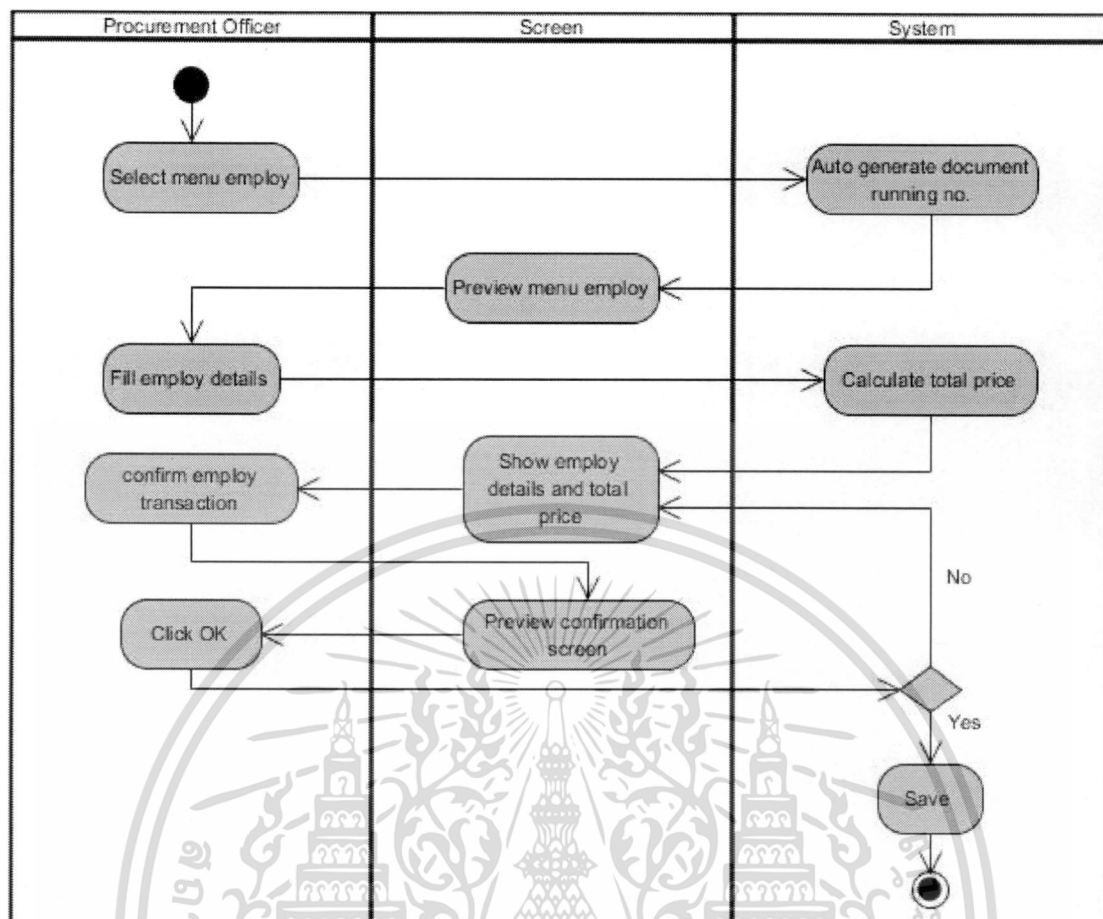 Procurement Officer
Screen
System
Select menu employ
Auto generate document
running no.
Preview menu employ
Fill employ details
Calculate total price
confirm employ
transaction
Show employ
details and total
price
No
Click OK
Preview confirmation
screen
Yes
Save